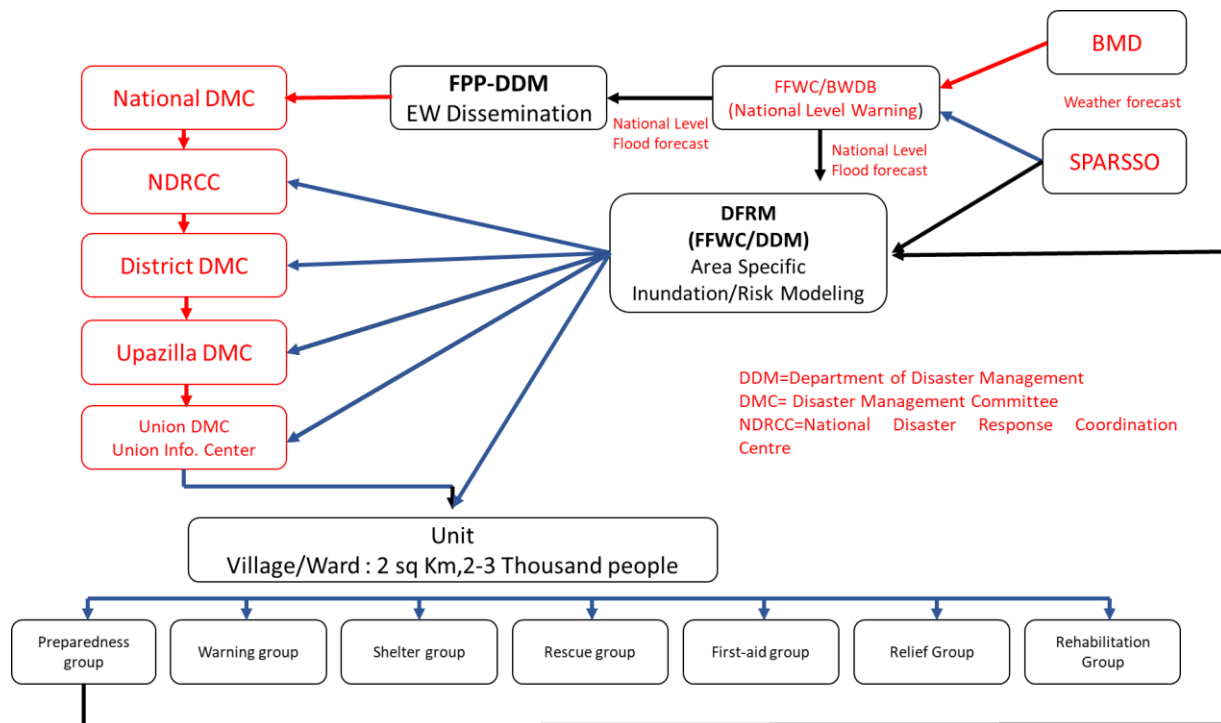 BMD
National DMC
FPP-DDM
EW Dissemination
FFWC/BWDB
(National Level Warning)
Weather forecast
National Level
Flood forecast
National Level
Flood forecast
NDRCC
SPARSSO
DFRM
(FFWC/DDM)
Area Specific
Inundation/Risk Modeling
District DMC
Upazilla DMC
DDM=Department of Disaster Management
DMC= Disaster Management Committee
NDRCC=National Disaster Response Coordination
Centre
Union DMC
Union Info. Center
Unit
Village/Ward : 2 sq Km,2-3 Thousand people
Preparedness
group
Warning group
Shelter group
Rescue group
First-aid group
Relief Group
Rehabilitation
Group